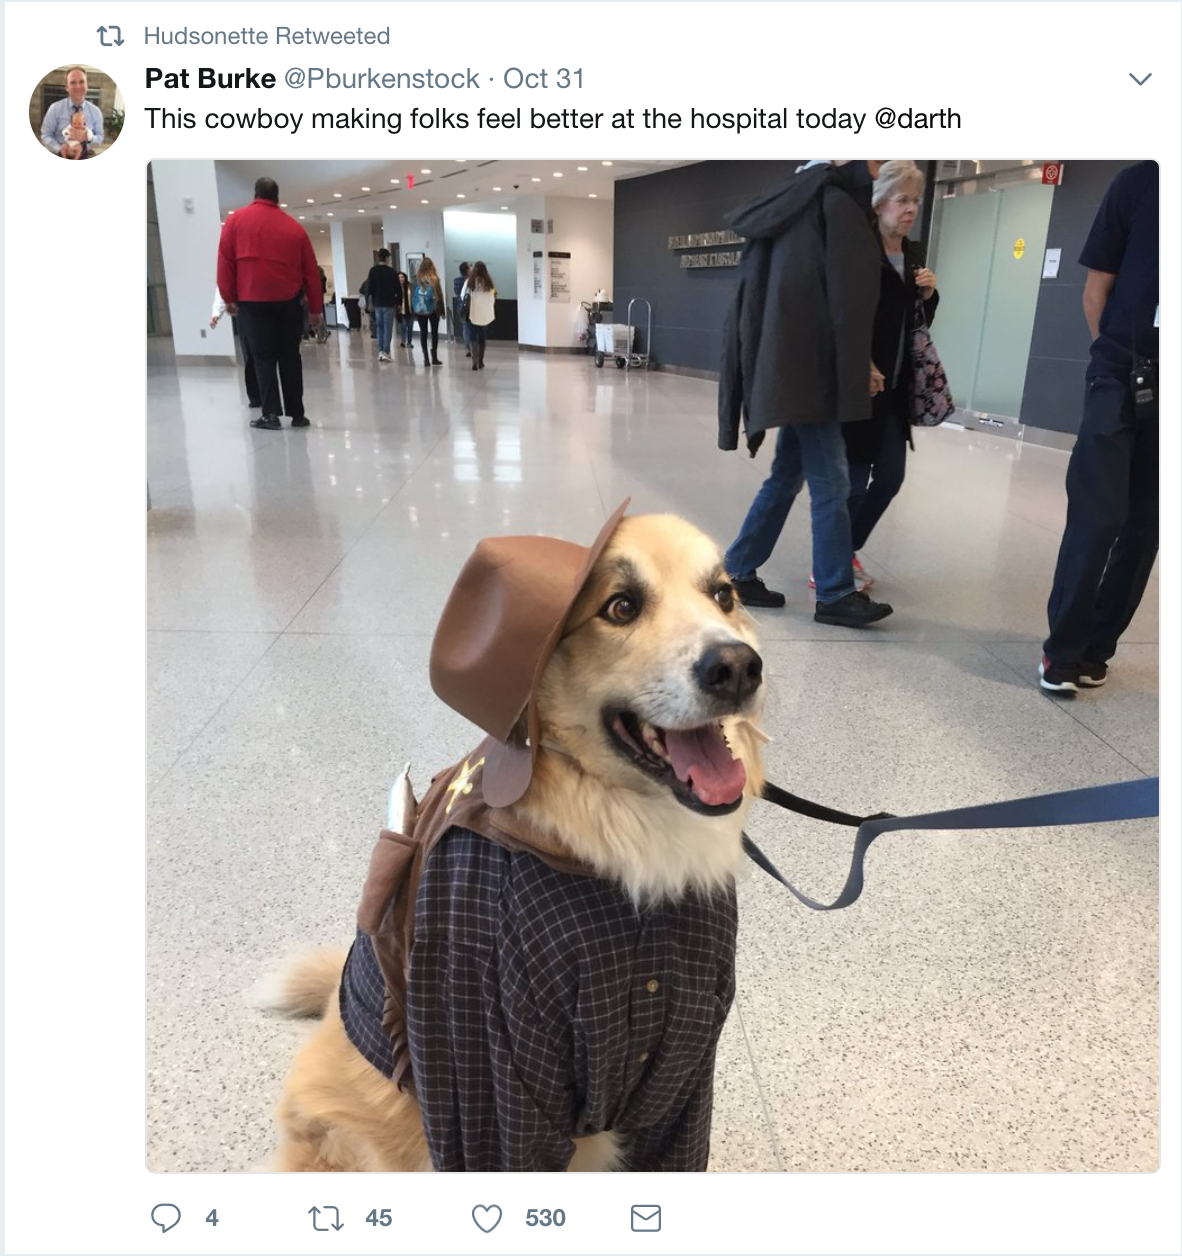 Hudsonette Retweeted
Pat Burke @Pburkenstock · Oct 31
This cowboy making folks feel better at the hospital today @darth
4 45 530